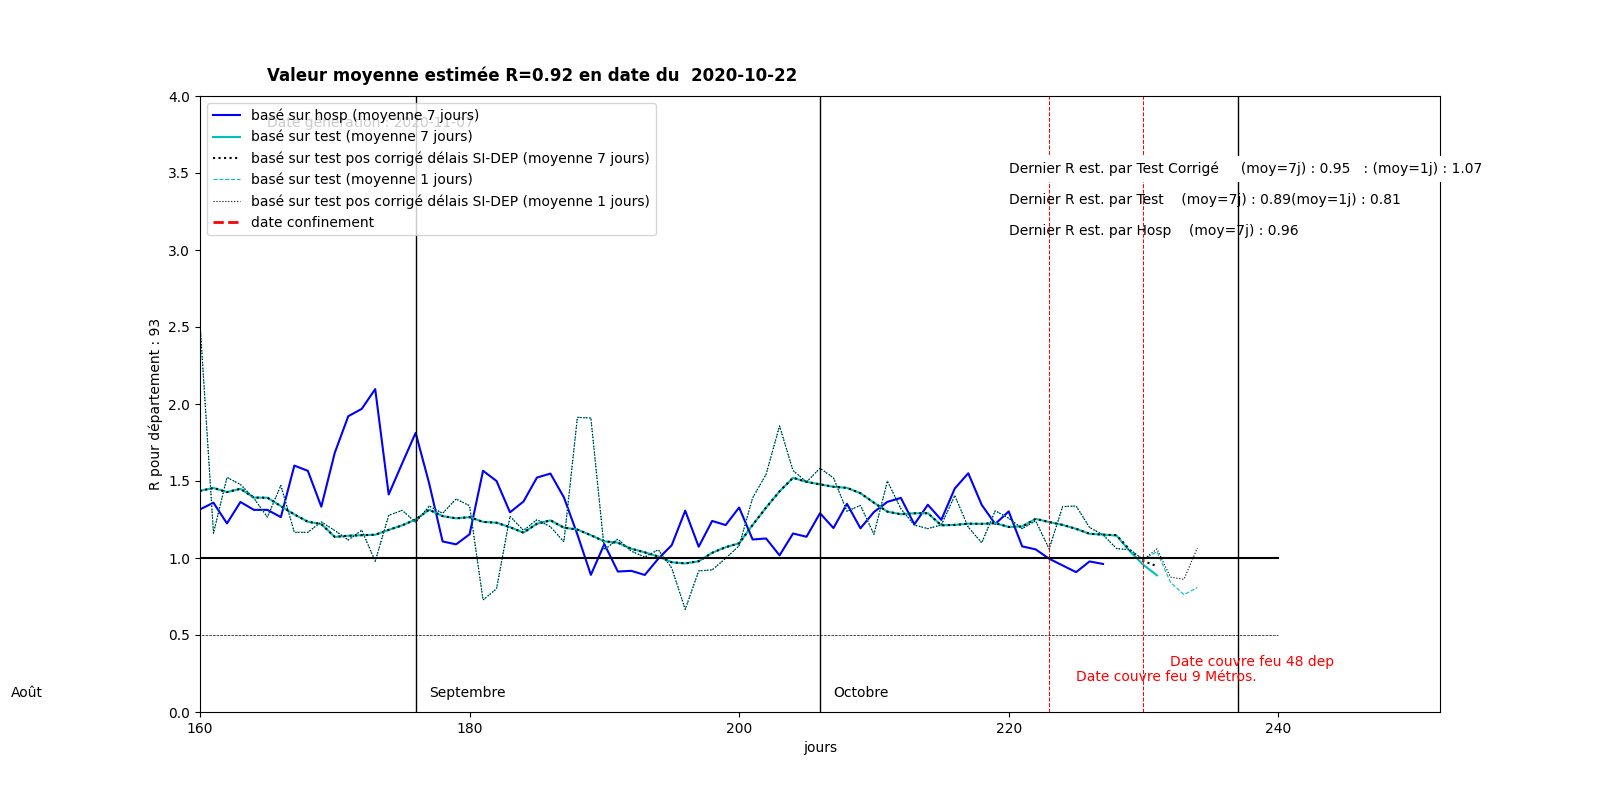 Valeur moyenne estimée R=0.92 en date du  2020-10-22
4.0
3.5
3.0
2.5
2.0
1.5
1.0
0.5
0.0
R pour département : 93
basé sur hosp (moyenne 7 jours)
Date génération : 2020-11-07
basé sur test (moyenne 7 jours)
basé sur test pos corrigé délais SI-DEP (moyenne 7 jours)
basé sur test (moyenne 1 jours)
basé sur test pos corrigé délais SI-DEP (moyenne 1 jours)
date confinement
Dernier R est. par Test Corrigé     (moy=7j) : 0.95   : (moy=1j) : 1.07
Dernier R est. par Test    (moy=7j) : 0.89(moy=1j) : 0.81
Dernier R est. par Hosp    (moy=7j) : 0.96
Date couvre feu 48 dep
Date couvre feu 9 Métros.
Août
Septembre
Octobre
160
180
200
220
240
jours